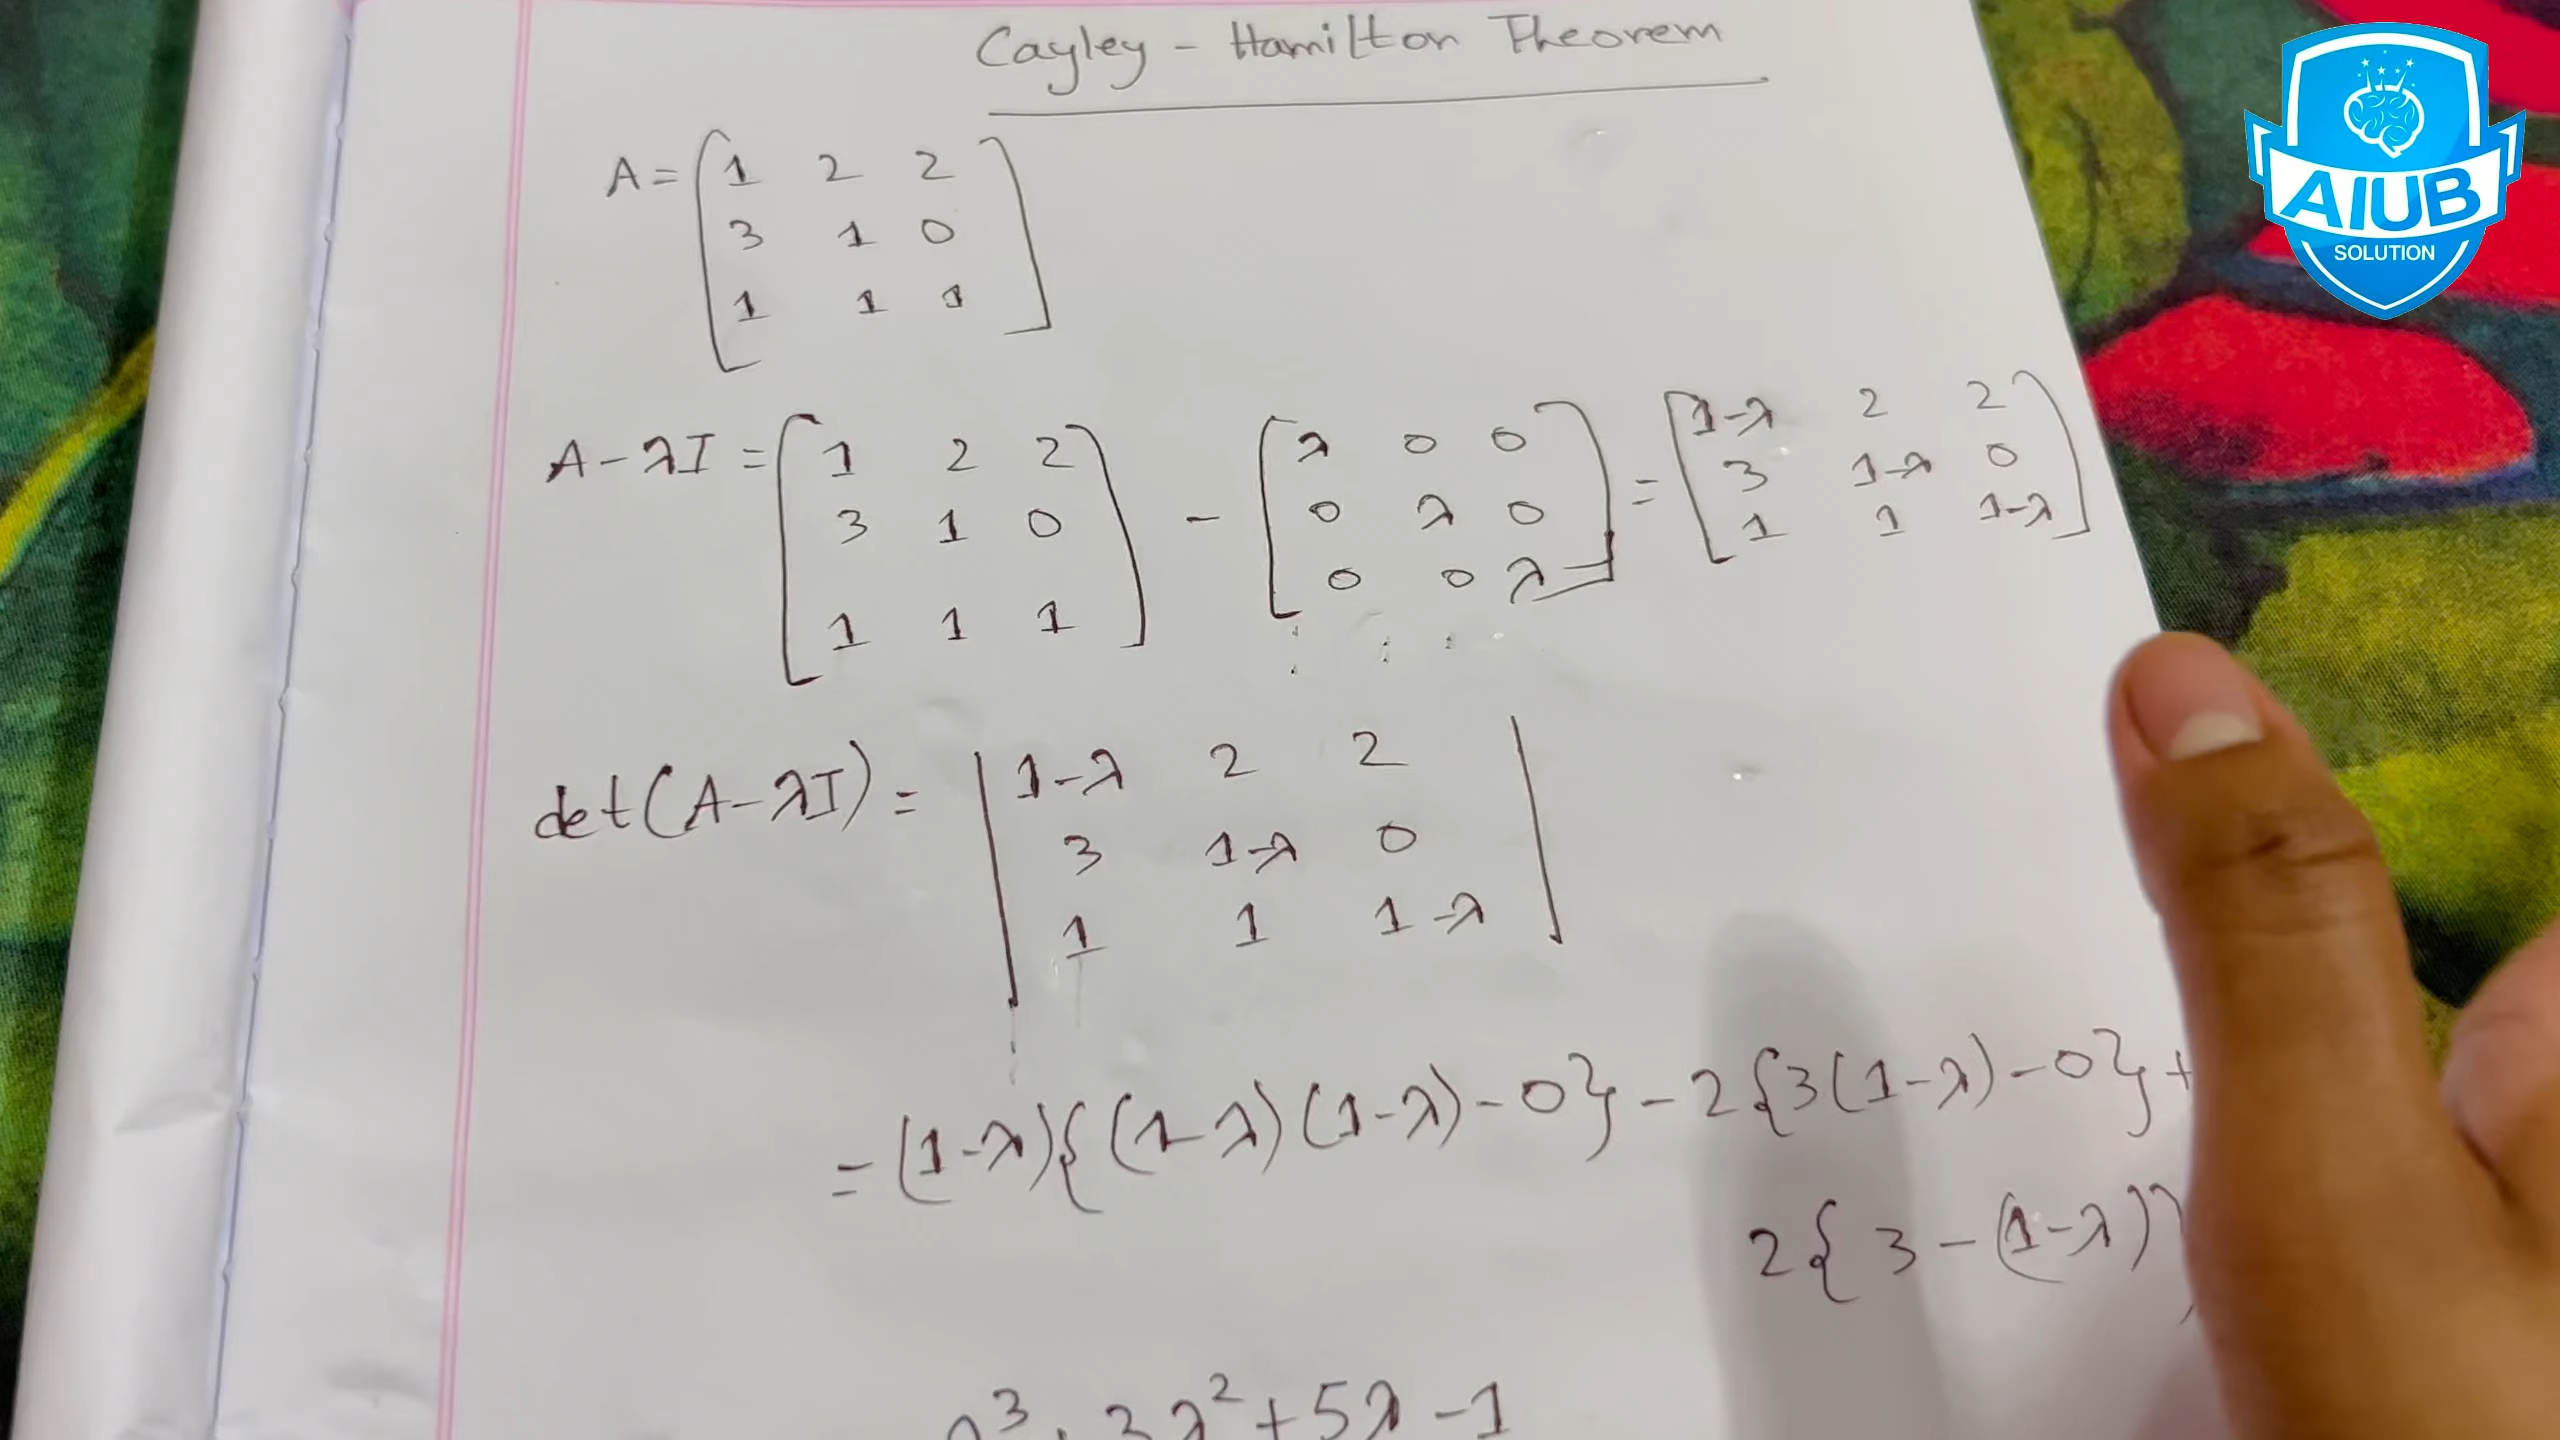 Cayley - Hamilton Theorem
A = [1 2 2
3 1 0
1 1 1]
A - λI = [1 2 2; 3 1 0; 1 1 1] - [λ 0 0; 0 λ 0; 0 0 λ] = [1-λ 2 2; 3 1-λ 0; 1 1 1-λ]
det(A-λI) = |1-λ 2 2
3 1-λ 0
1 1 1-λ|
= (1-λ){(1-λ)(1-λ)-0} - 2{3(1-λ)-0} +
2{3-(1-λ)
3λ² + 5λ - 1
AIUB
SOLUTION